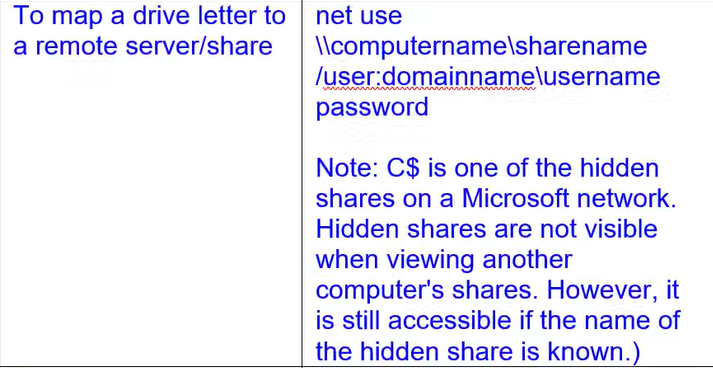 To map a drive letter to
a remote server/share
net use
\\computername\sharename
/user:domainname\username
password
Note: C$ is one of the hidden
shares on a Microsoft network.
Hidden shares are not visible
when viewing another
computer's shares. However, it
is still accessible if the name of
the hidden share is known.)